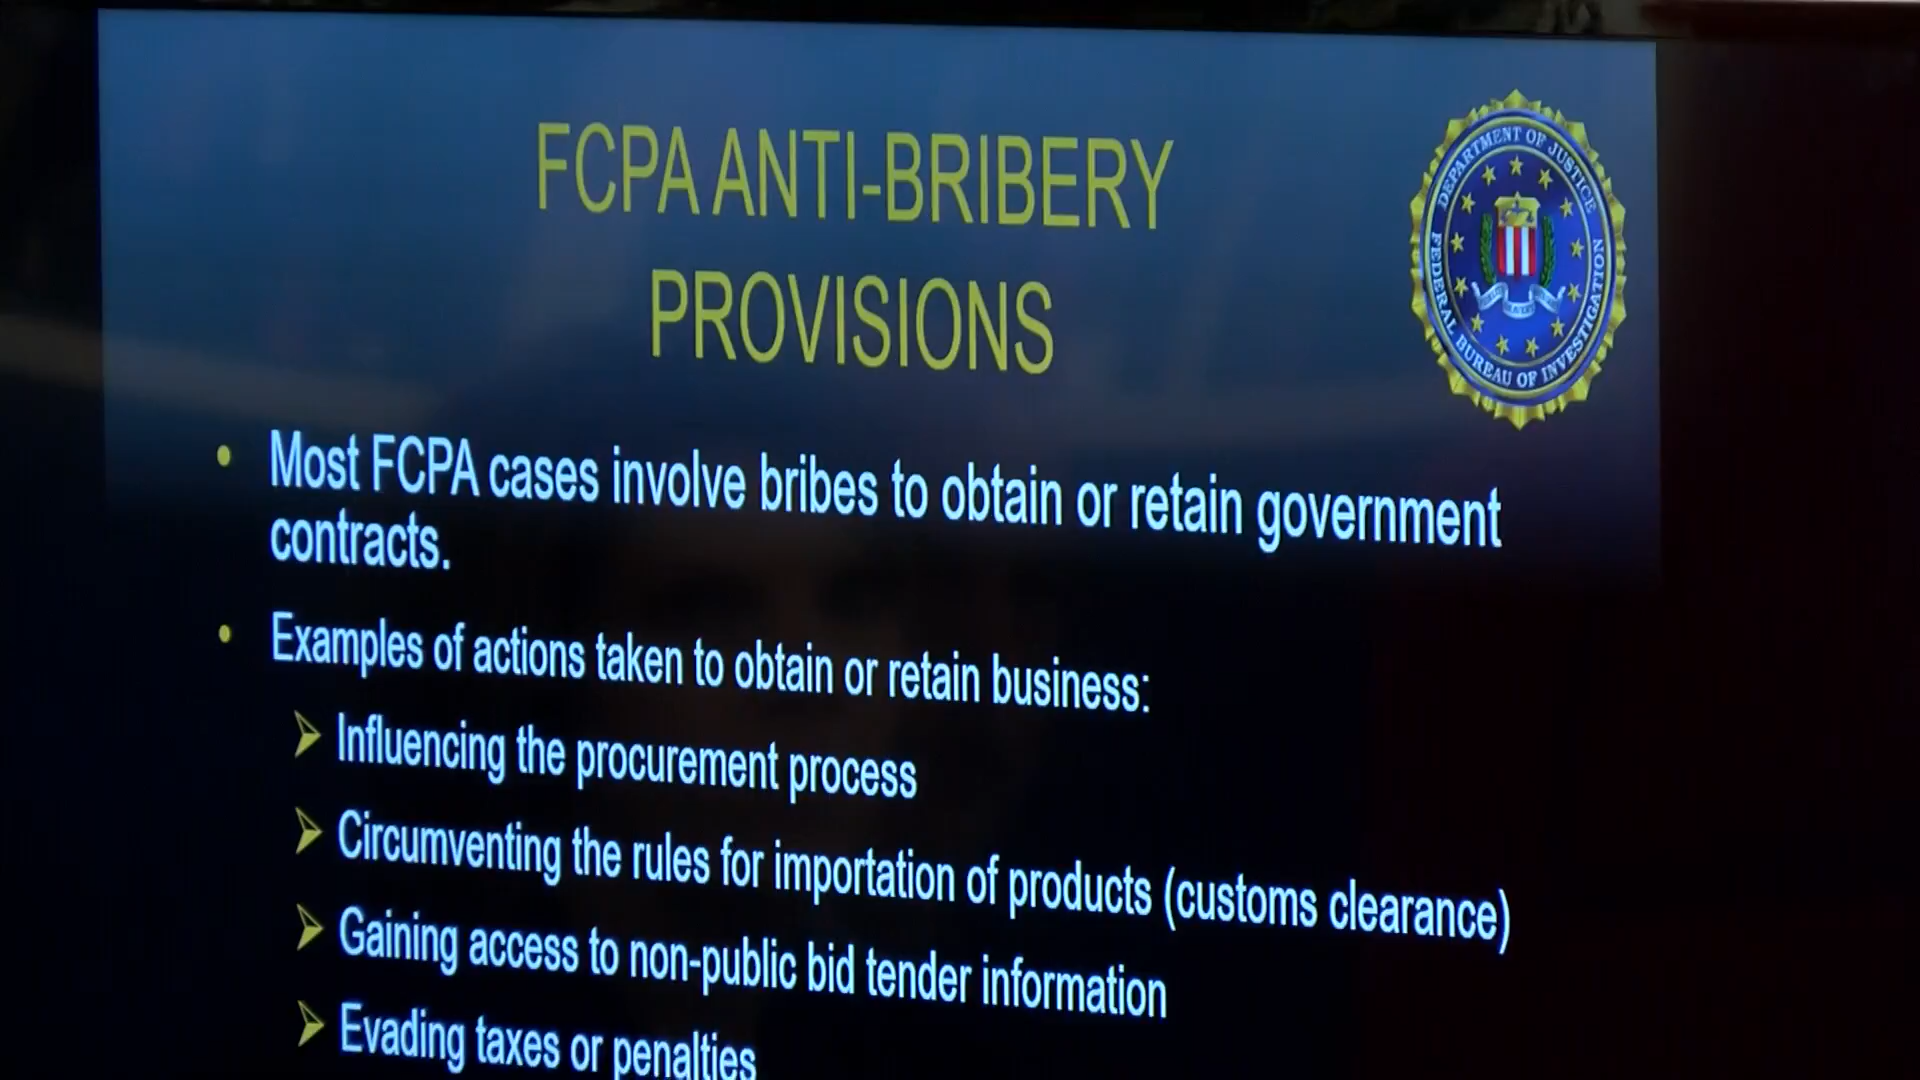 FCPA ANTI-BRIBERY
PROVISIONS
DEPARTMENT OF JUSTICE
FEDERAL BUREAU OF INVESTIGATION
• Most FCPA cases involve bribes to obtain or retain government
contracts.
• Examples of actions taken to obtain or retain business:
➢ Influencing the procurement process
➢ Circumventing the rules for importation of products (customs clearance)
➢ Gaining access to non-public bid tender information
➢ Evading taxes or penalties